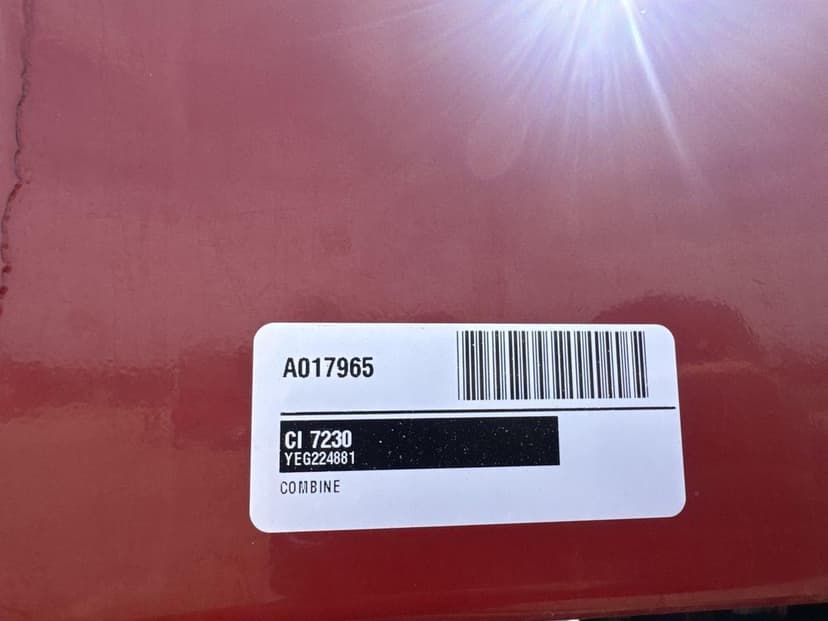 A017965
CI 7230
YEG224881
COMBINE